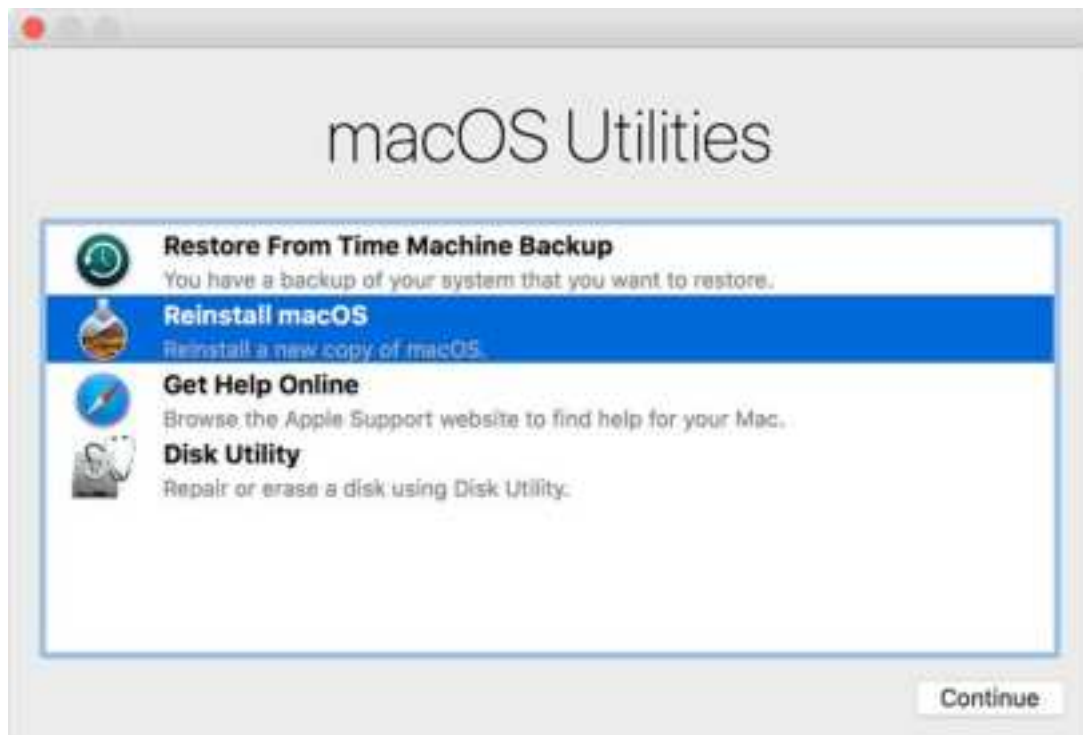 macOS Utilities
Restore From Time Machine Backup
You have a backup of your system that you want to restore.
Reinstall macOS
Reinstall a new copy of macOS.
Get Help Online
Browse the Apple Support website to find help for your Mac.
Disk Utility
Repair or erase a disk using Disk Utility.
Continue